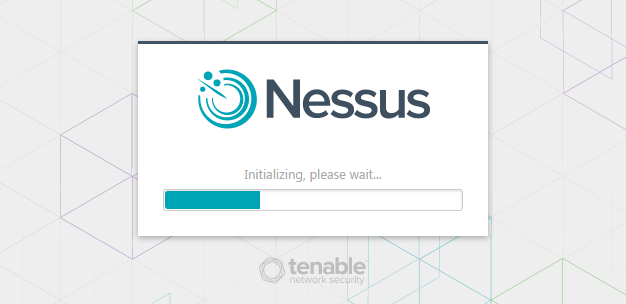 Nessus
Initializing, please wait...
tenable
network security